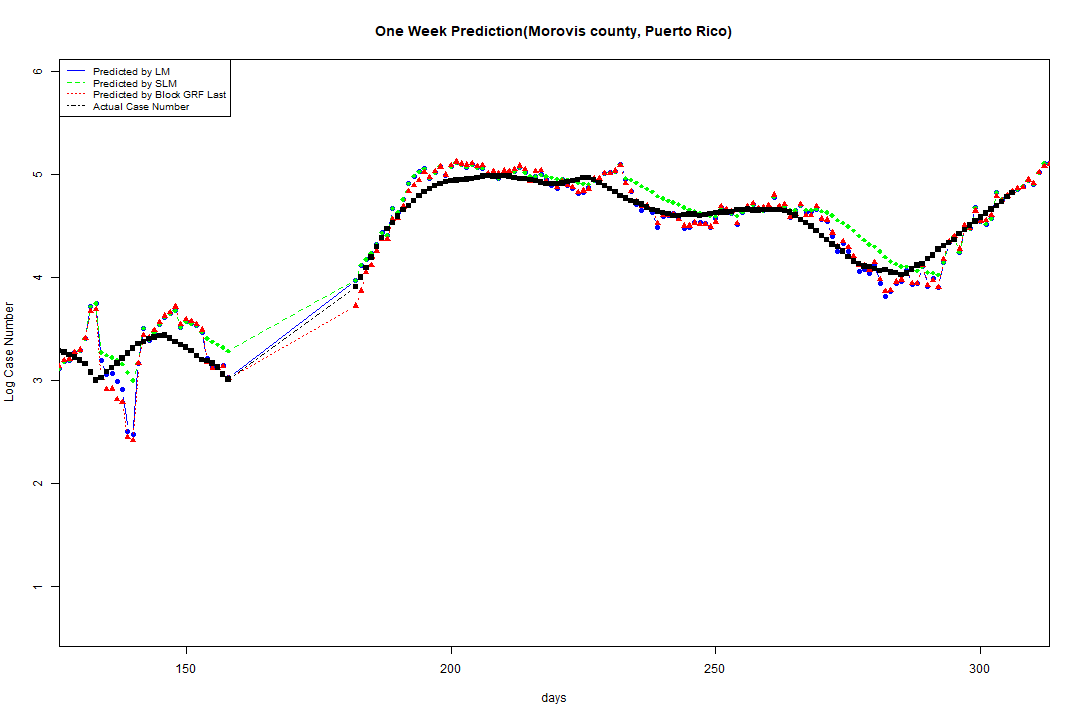 One Week Prediction(Morovis county, Puerto Rico)
Predicted by LM
Predicted by SLM
Predicted by Block GRF Last
Actual Case Number
6
5
4
3
2
1
Log Case Number
150 200 250 300
days